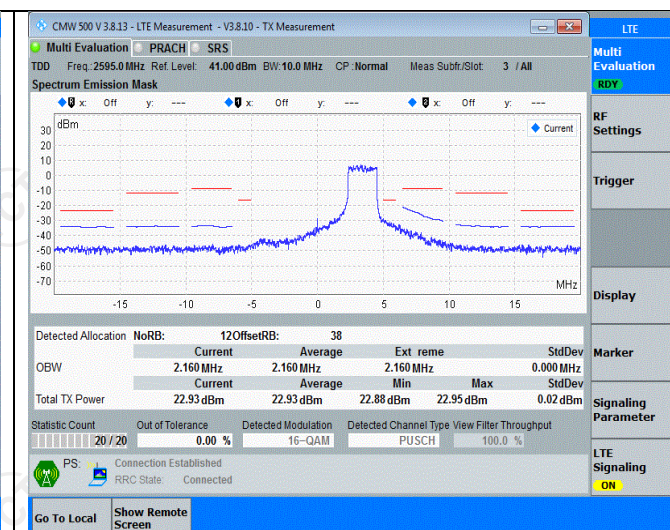 CMW 500 V 3.8.13 - LTE Measurement - V3.8.10 - TX Measurement
LTE
Multi Evaluation PRACH SRS
Multi
Evaluation
RDY
TDD Freq.:2595.0 MHz Ref. Level: 41.00 dBm BW:10.0 MHz CP :Normal Meas Subfr./Slot: 3 / All
Spectrum Emission Mask
x: Off y: --- x: Off y: --- x: Off y: ---
dBm
Current
RF
Settings
30
20
10
0
-10
-20
-30
-40
-50
-60
-70
Trigger
MHz
-15 -10 -5 0 5 10 15
Display
Detected Allocation NoRB: 12 OffsetRB: 38
Current Average Ext reme StdDev
OBW 2.160 MHz 2.160 MHz 2.160 MHz 0.000 MHz
Marker
Current Average Min Max StdDev
Total TX Power 22.93 dBm 22.93 dBm 22.88 dBm 22.95 dBm 0.02 dBm
Signaling
Parameter
Statistic Count Out of Tolerance Detected Modulation Detected Channel Type View Filter Throughput
20 / 20 0.00 % 16-QAM PUSCH 100.0 %
PS: Connection Established
RRC State: Connected
LTE
Signaling
ON
Go To Local
Show Remote
Screen